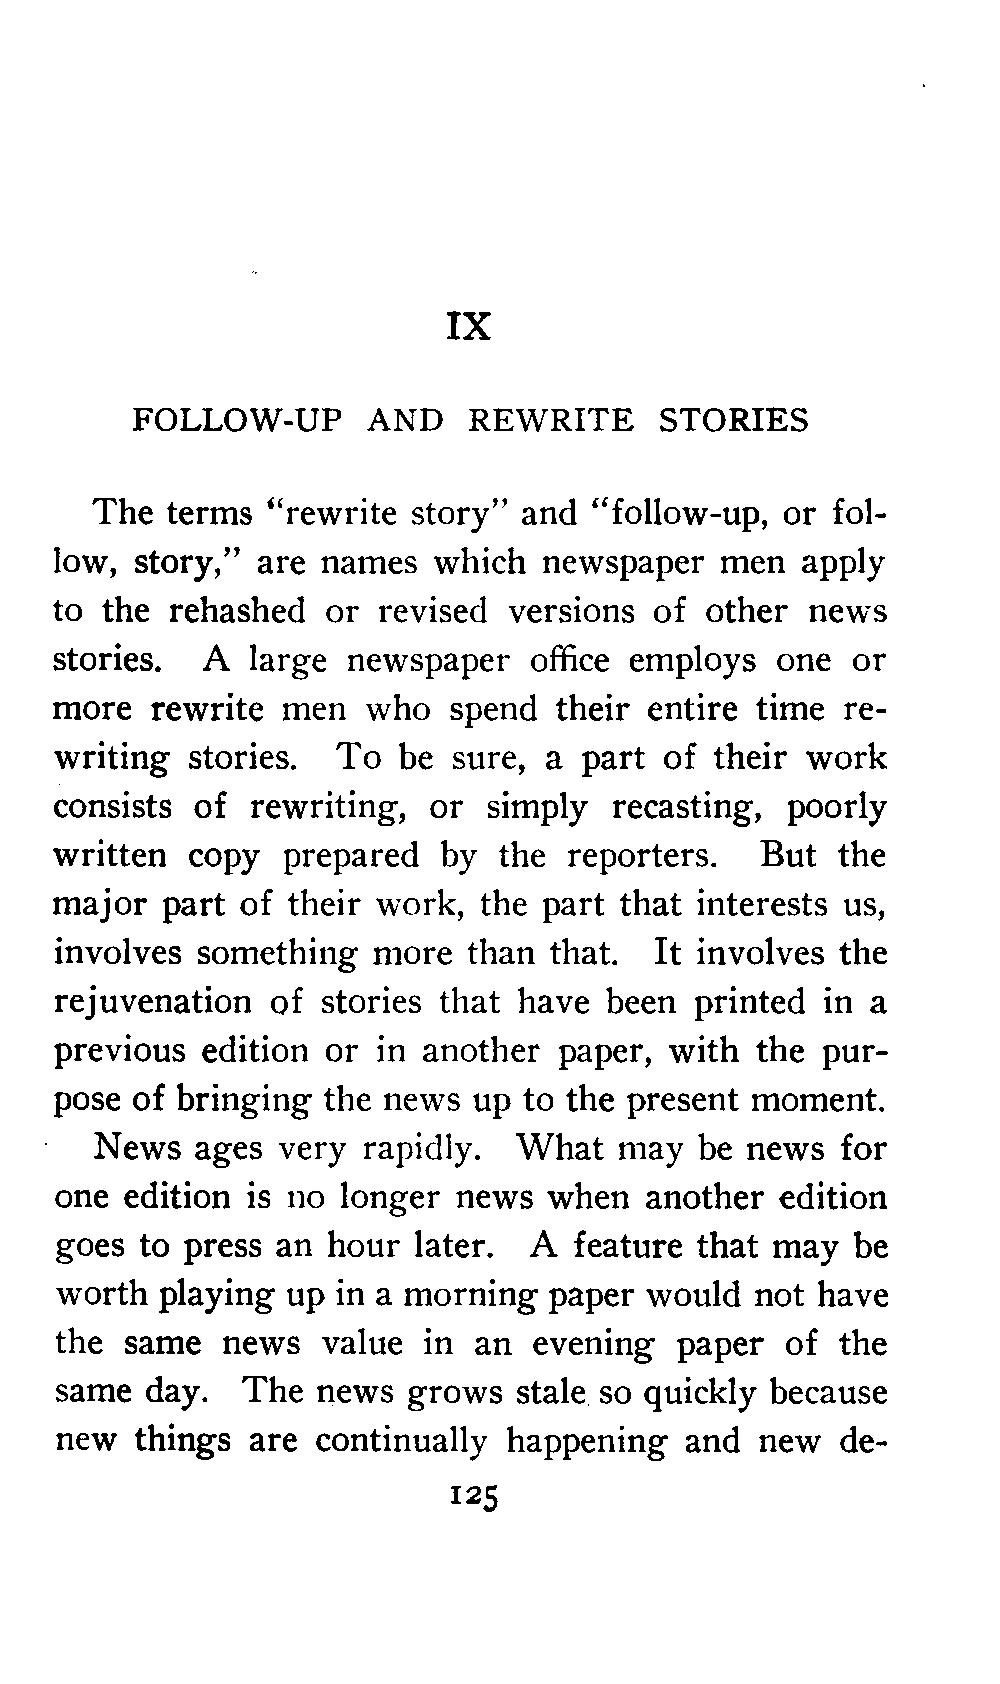 IX
FOLLOW-UP AND REWRITE STORIES
The terms “rewrite story” and “follow-up, or fol-
low, story,” are names which newspaper men apply
to the rehashed or revised versions of other news
stories. A large newspaper office employs one or
more rewrite men who spend their entire time re-
writing stories. To be sure, a part of their work
consists of rewriting, or simply recasting, poorly
written copy prepared by the reporters. But the
major part of their work, the part that interests us,
involves something more than that. It involves the
rejuvenation of stories that have been printed in a
previous edition or in another paper, with the pur-
pose of bringing the news up to the present moment.
News ages very rapidly. What may be news for
one edition is no longer news when another edition
goes to press an hour later. A feature that may be
worth playing up in a morning paper would not have
the same news value in an evening paper of the
same day. The news grows stale so quickly because
new things are continually happening and new de-
125